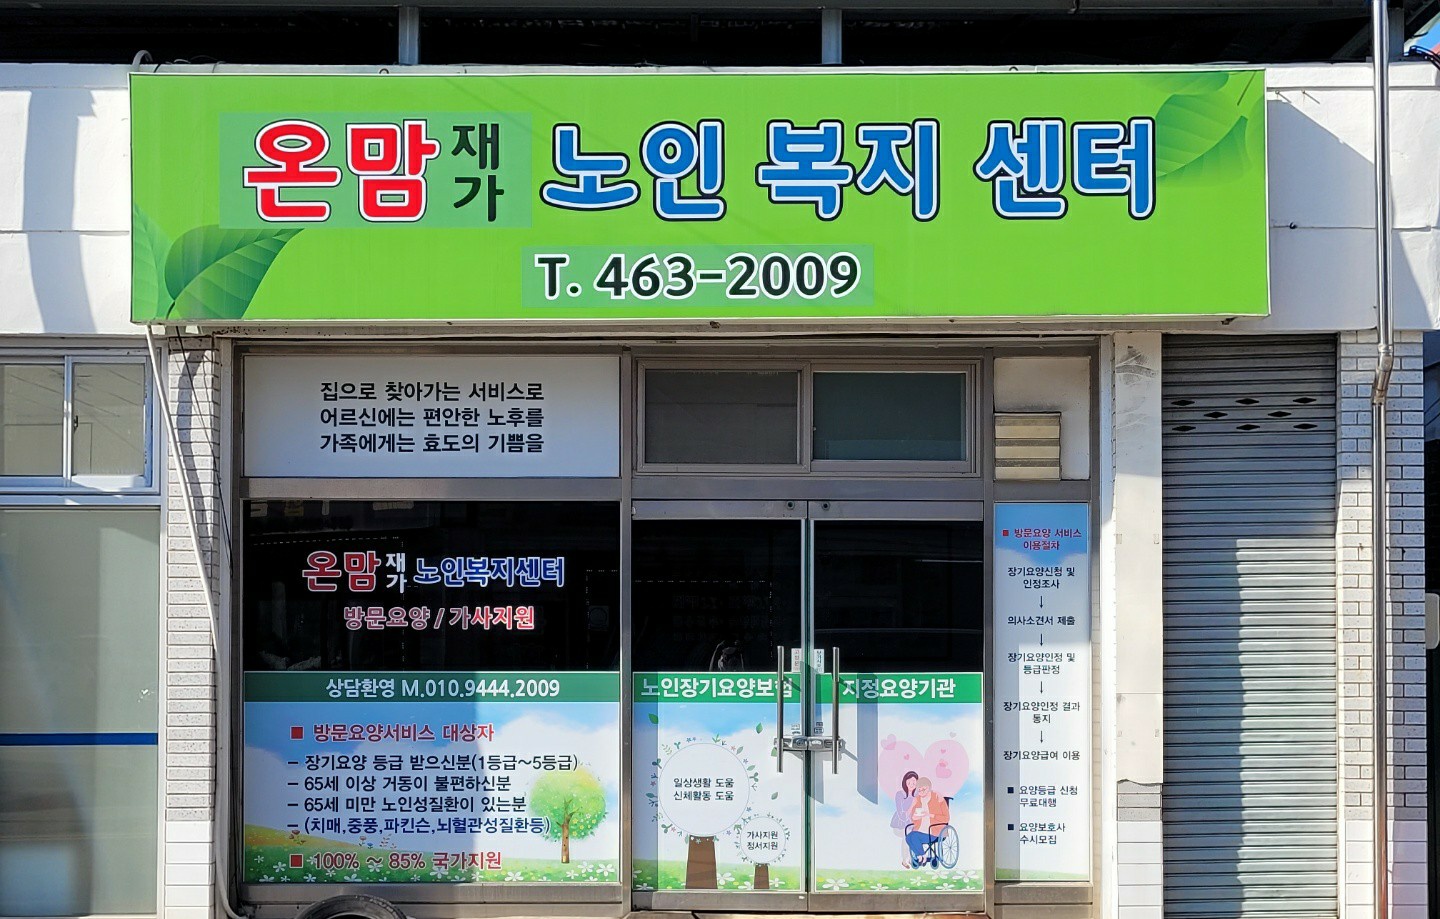 온맘 재가 노인 복지 센터
T. 463-2009
집으로 찾아가는 서비스로
어르신에는 편안한 노후를
가족에게는 효도의 기쁨을
온맘 재가 노인복지센터
방문요양 / 가사지원
상담환영 M.010.9444.2009
■ 방문요양서비스 대상자
- 장기요양 등급 받으신분(1등급~5등급)
- 65세 이상 거동이 불편하신분
- 65세 미만 노인성질환이 있는분
- (치매,중풍,파킨슨,뇌혈관성질환등)
■ 100% ~ 85% 국가지원
노인장기요양보험 지정요양기관
일상생활 도움
신체활동 도움
가사지원
정서지원
■ 방문요양 서비스
이용절차
장기요양신청 및
인정조사
↓
의사소견서 제출
↓
장기요양인정 및
등급판정
↓
장기요양인정 결과
통지
↓
장기요양급여 이용
■ 요양등급 신청
무료대행
■ 요양보호사
수시모집